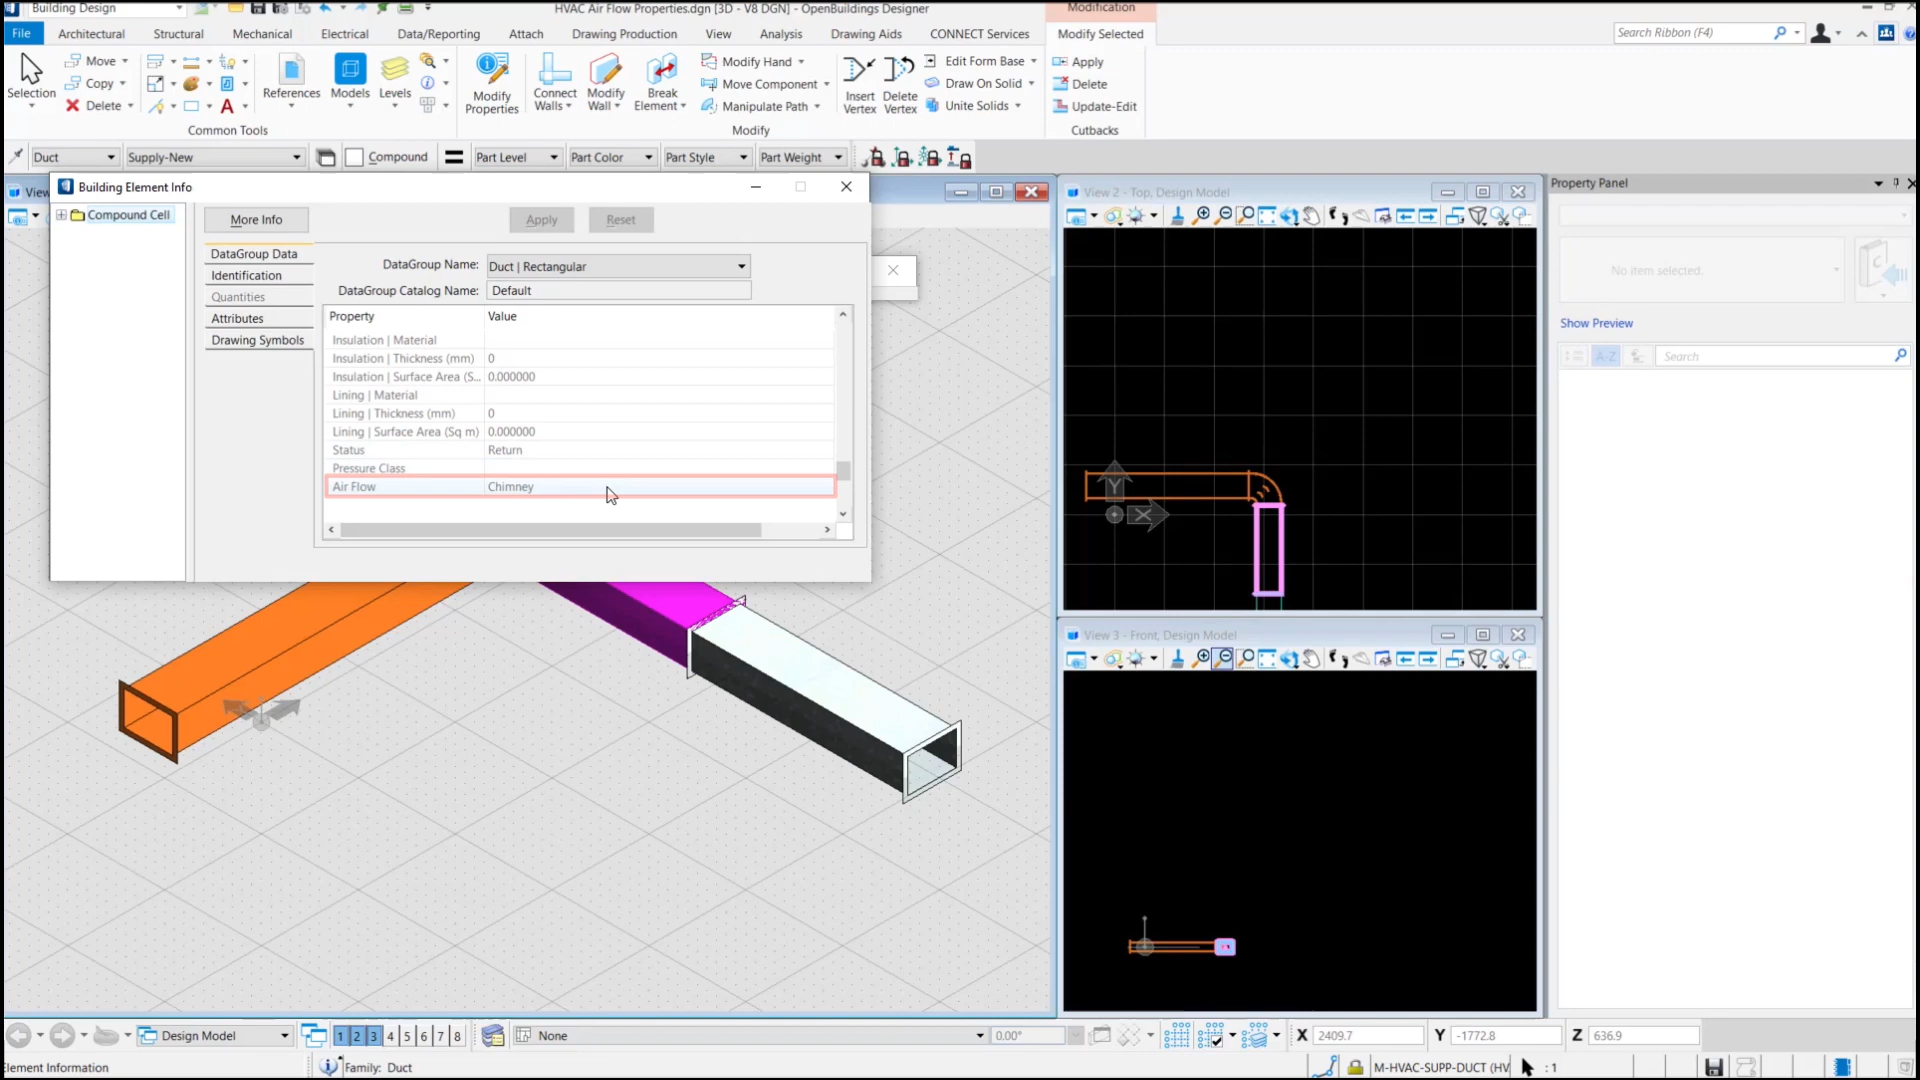 Building Design
HVAC Air Flow Properties.dgn [3D - V8 DGN] - OpenBuildings Designer
Modification
File Architectural Structural Mechanical Electrical Data/Reporting Attach Drawing Production View Analysis Drawing Aids CONNECT Services Modify Selected
Search Ribbon (F4)
Selection
Move
Copy
Delete
References
Models
Levels
Common Tools
Modify Properties
Connect Walls
Modify Wall
Break Element
Modify Hand
Move Component
Manipulate Path
Insert Vertex
Delete Vertex
Edit Form Base
Draw On Solid
Unite Solids
Modify
Apply
Delete
Update-Edit
Cutbacks
Duct Supply-New Compound Part Level Part Color Part Style Part Weight
View
Building Element Info
Compound Cell
More Info Apply Reset
DataGroup Data
Identification
Quantities
Attributes
Drawing Symbols
DataGroup Name: Duct | Rectangular
DataGroup Catalog Name: Default
Property Value
Insulation | Material
Insulation | Thickness (mm) 0
Insulation | Surface Area (S... 0.000000
Lining | Material
Lining | Thickness (mm) 0
Lining | Surface Area (Sq m) 0.000000
Status Return
Pressure Class
Air Flow Chimney
View 2 - Top, Design Model
Y
X
View 3 - Front, Design Model
Property Panel
No item selected.
Show Preview
A-Z Search
Design Model 1 2 3 4 5 6 7 8 None 0.00° X 2409.7 Y -1772.8 Z 636.9
Element Information Family: Duct M-HVAC-SUPP-DUCT (HV : 1